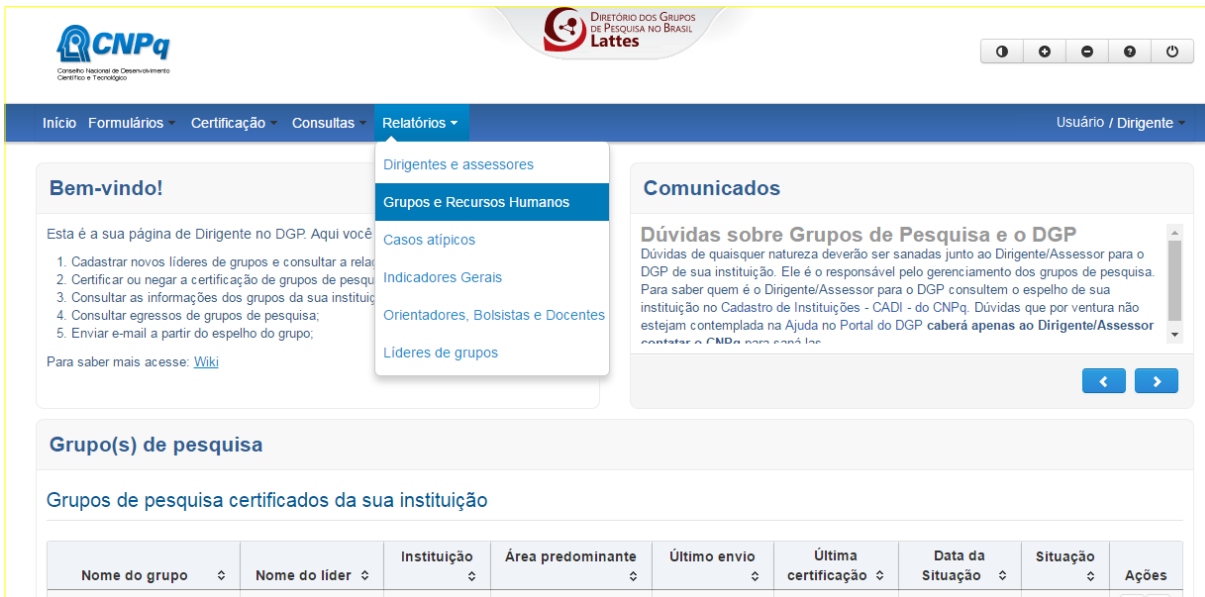 CNPq
Conselho Nacional de Desenvolvimento
Científico e Tecnológico
DIRETÓRIO DOS GRUPOS
DE PESQUISA NO BRASIL
Lattes
Início Formulários Certificação Consultas Relatórios Usuário / Dirigente
Dirigentes e assessores
Grupos e Recursos Humanos
Casos atípicos
Indicadores Gerais
Orientadores, Bolsistas e Docentes
Líderes de grupos
Bem-vindo!
Esta é a sua página de Dirigente no DGP. Aqui você
1. Cadastrar novos líderes de grupos e consultar a
2. Certificar ou negar a certificação de grupos de
3. Consultar as informações dos grupos da sua
4. Consultar egressos de grupos de pesquisa;
5. Enviar e-mail a partir do espelho do grupo;
Para saber mais acesse: Wiki
Comunicados
Dúvidas sobre Grupos de Pesquisa e o DGP
Dúvidas de quaisquer natureza deverão ser sanadas junto ao Dirigente/Assessor para o
DGP de sua instituição. Ele é o responsável pelo gerenciamento dos grupos de pesquisa.
Para saber quem é o Dirigente/Assessor para o DGP consultem o espelho de sua
instituição no Cadastro de Instituições - CADI - do CNPq. Dúvidas que por ventura não
estejam contemplada na Ajuda no Portal do DGP caberá apenas ao Dirigente/Assessor
contatar o CNPq para saná las
Grupo(s) de pesquisa
Grupos de pesquisa certificados da sua instituição
Nome do grupo Nome do líder Instituição Área predominante Último envio Última certificação Data da Situação Situação Ações